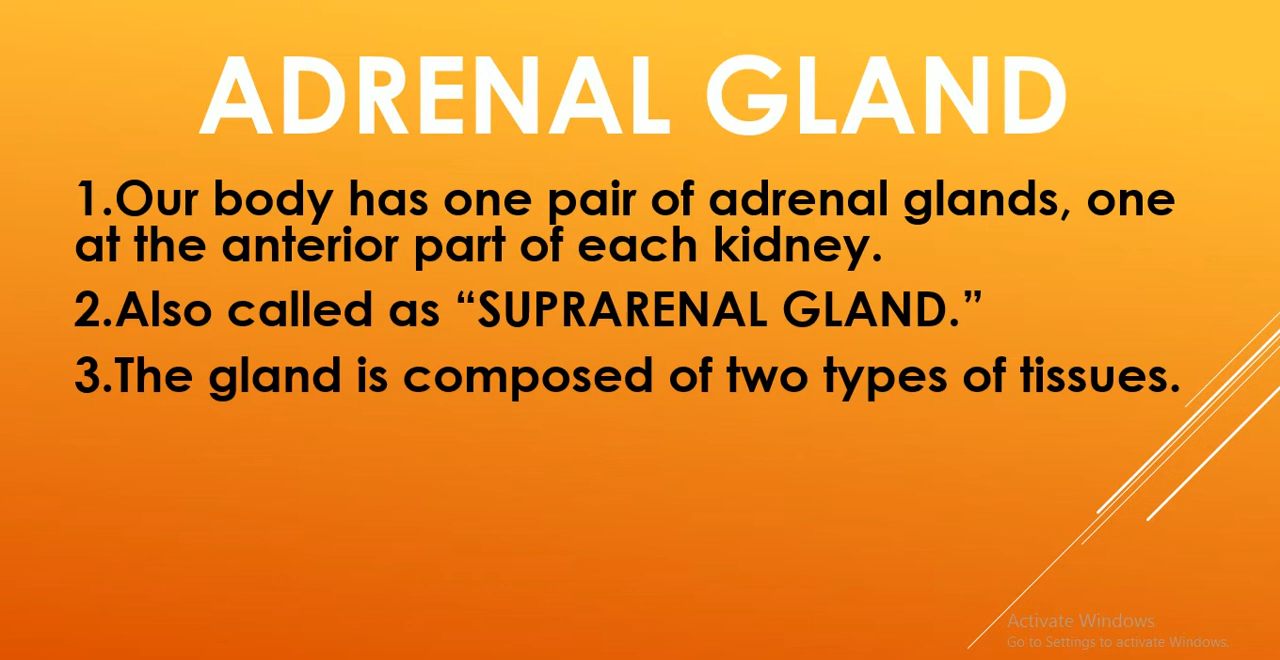 ADRENAL GLAND
1.Our body has one pair of adrenal glands, one
at the anterior part of each kidney.
2.Also called as “SUPRARENAL GLAND.”
3.The gland is composed of two types of tissues.
Activate Windows
Go to Settings to activate Windows.